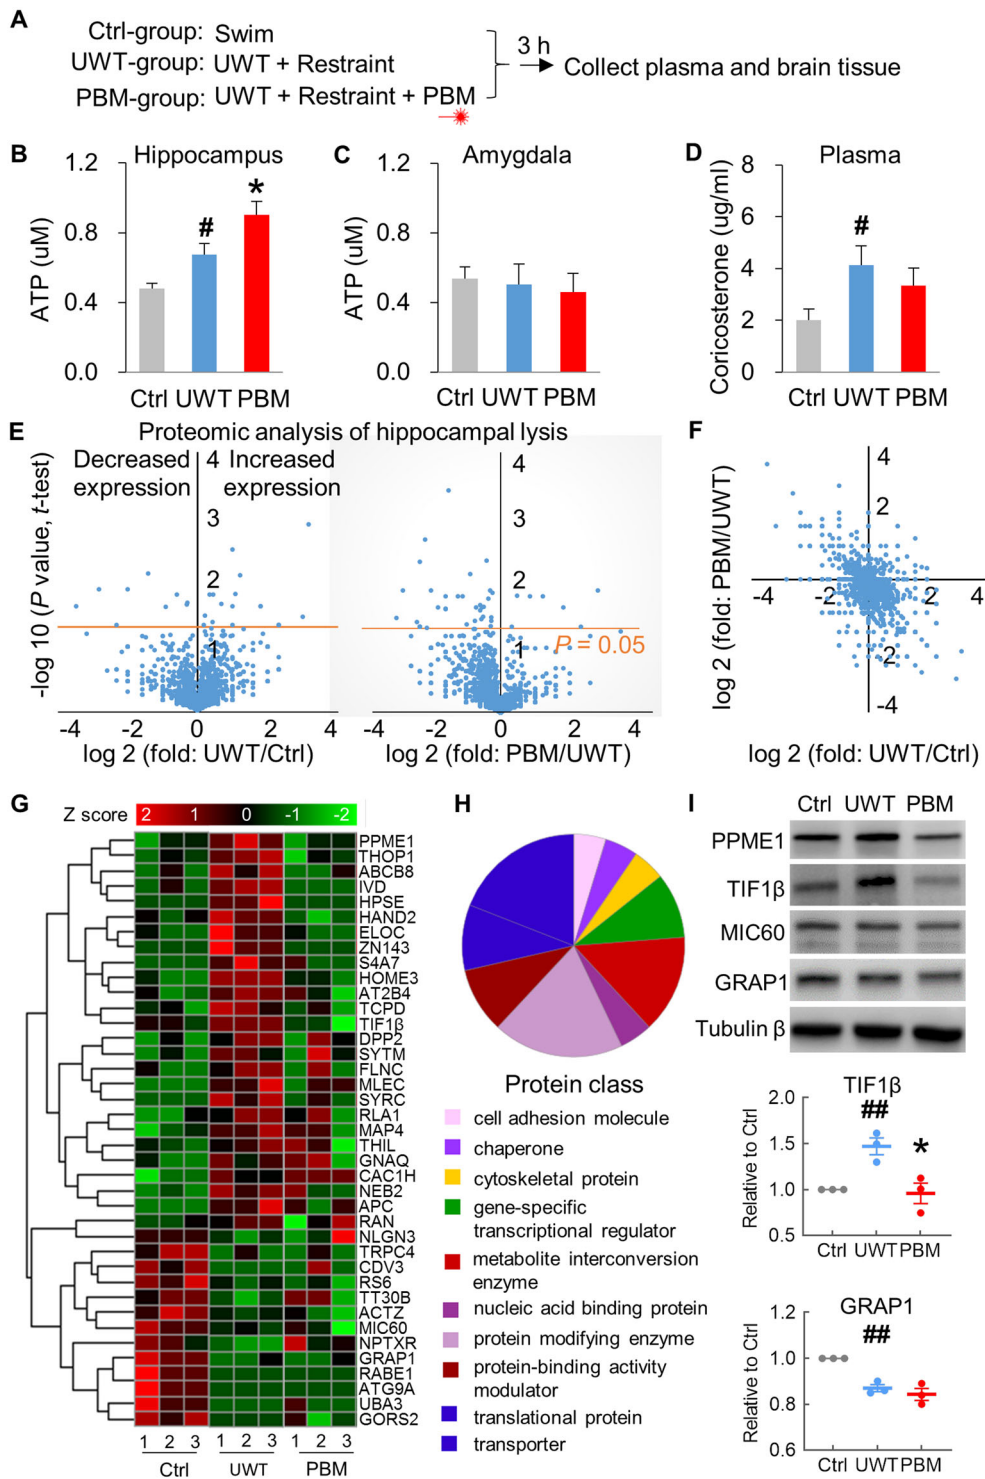 A
Ctrl-group: Swim
UWT-group: UWT + Restraint
PBM-group: UWT + Restraint + PBM
3 h
Collect plasma and brain tissue
B
Hippocampus
ATP (uM)
1.2
0.8
0.4
0.0
#
*
Ctrl UWT PBM
C
Amygdala
ATP (uM)
1.2
0.8
0.4
0.0
Ctrl UWT PBM
D
Plasma
Coricosterone (ug/ml)
8
6
4
2
0
#
Ctrl UWT PBM
E
Proteomic analysis of hippocampal lysis
Decreased expression
Increased expression
-log 10 (P value, t-test)
4
3
2
1
-4 -2 0 2 4
log 2 (fold: UWT/Ctrl)
4
3
2
1
P = 0.05
-4 -2 0 2 4
log 2 (fold: PBM/UWT)
F
log 2 (fold: PBM/UWT)
4
2
-4 -2 2 4
-2
-4
log 2 (fold: UWT/Ctrl)
G
Z score 2 1 0 -1 -2
PPME1
THOP1
ABCB8
IVD
HPSE
HAND2
ELOC
ZN143
S4A7
HOME3
AT2B4
TCPD
TIF1β
DPP2
SYTM
FLNC
MLEC
SYRC
RLA1
MAP4
THIL
GNAQ
CAC1H
NEB2
APC
RAN
NLGN3
TRPC4
CDV3
RS6
TT30B
ACTZ
MIC60
NPTXR
GRAP1
RABE1
ATG9A
UBA3
GORS2
1 2 3 1 2 3 1 2 3
Ctrl UWT PBM
H
Protein class
cell adhesion molecule
chaperone
cytoskeletal protein
gene-specific
transcriptional regulator
metabolite interconversion
enzyme
nucleic acid binding protein
protein modifying enzyme
protein-binding activity
modulator
translational protein
transporter
I
Ctrl UWT PBM
PPME1
TIF1β
MIC60
GRAP1
Tubulin β
TIF1β
Relative to Ctrl
2.0
1.5
1.0
0.5
##
*
Ctrl UWT PBM
GRAP1
Relative to Ctrl
1.2
1.0
0.8
0.6
##
Ctrl UWT PBM